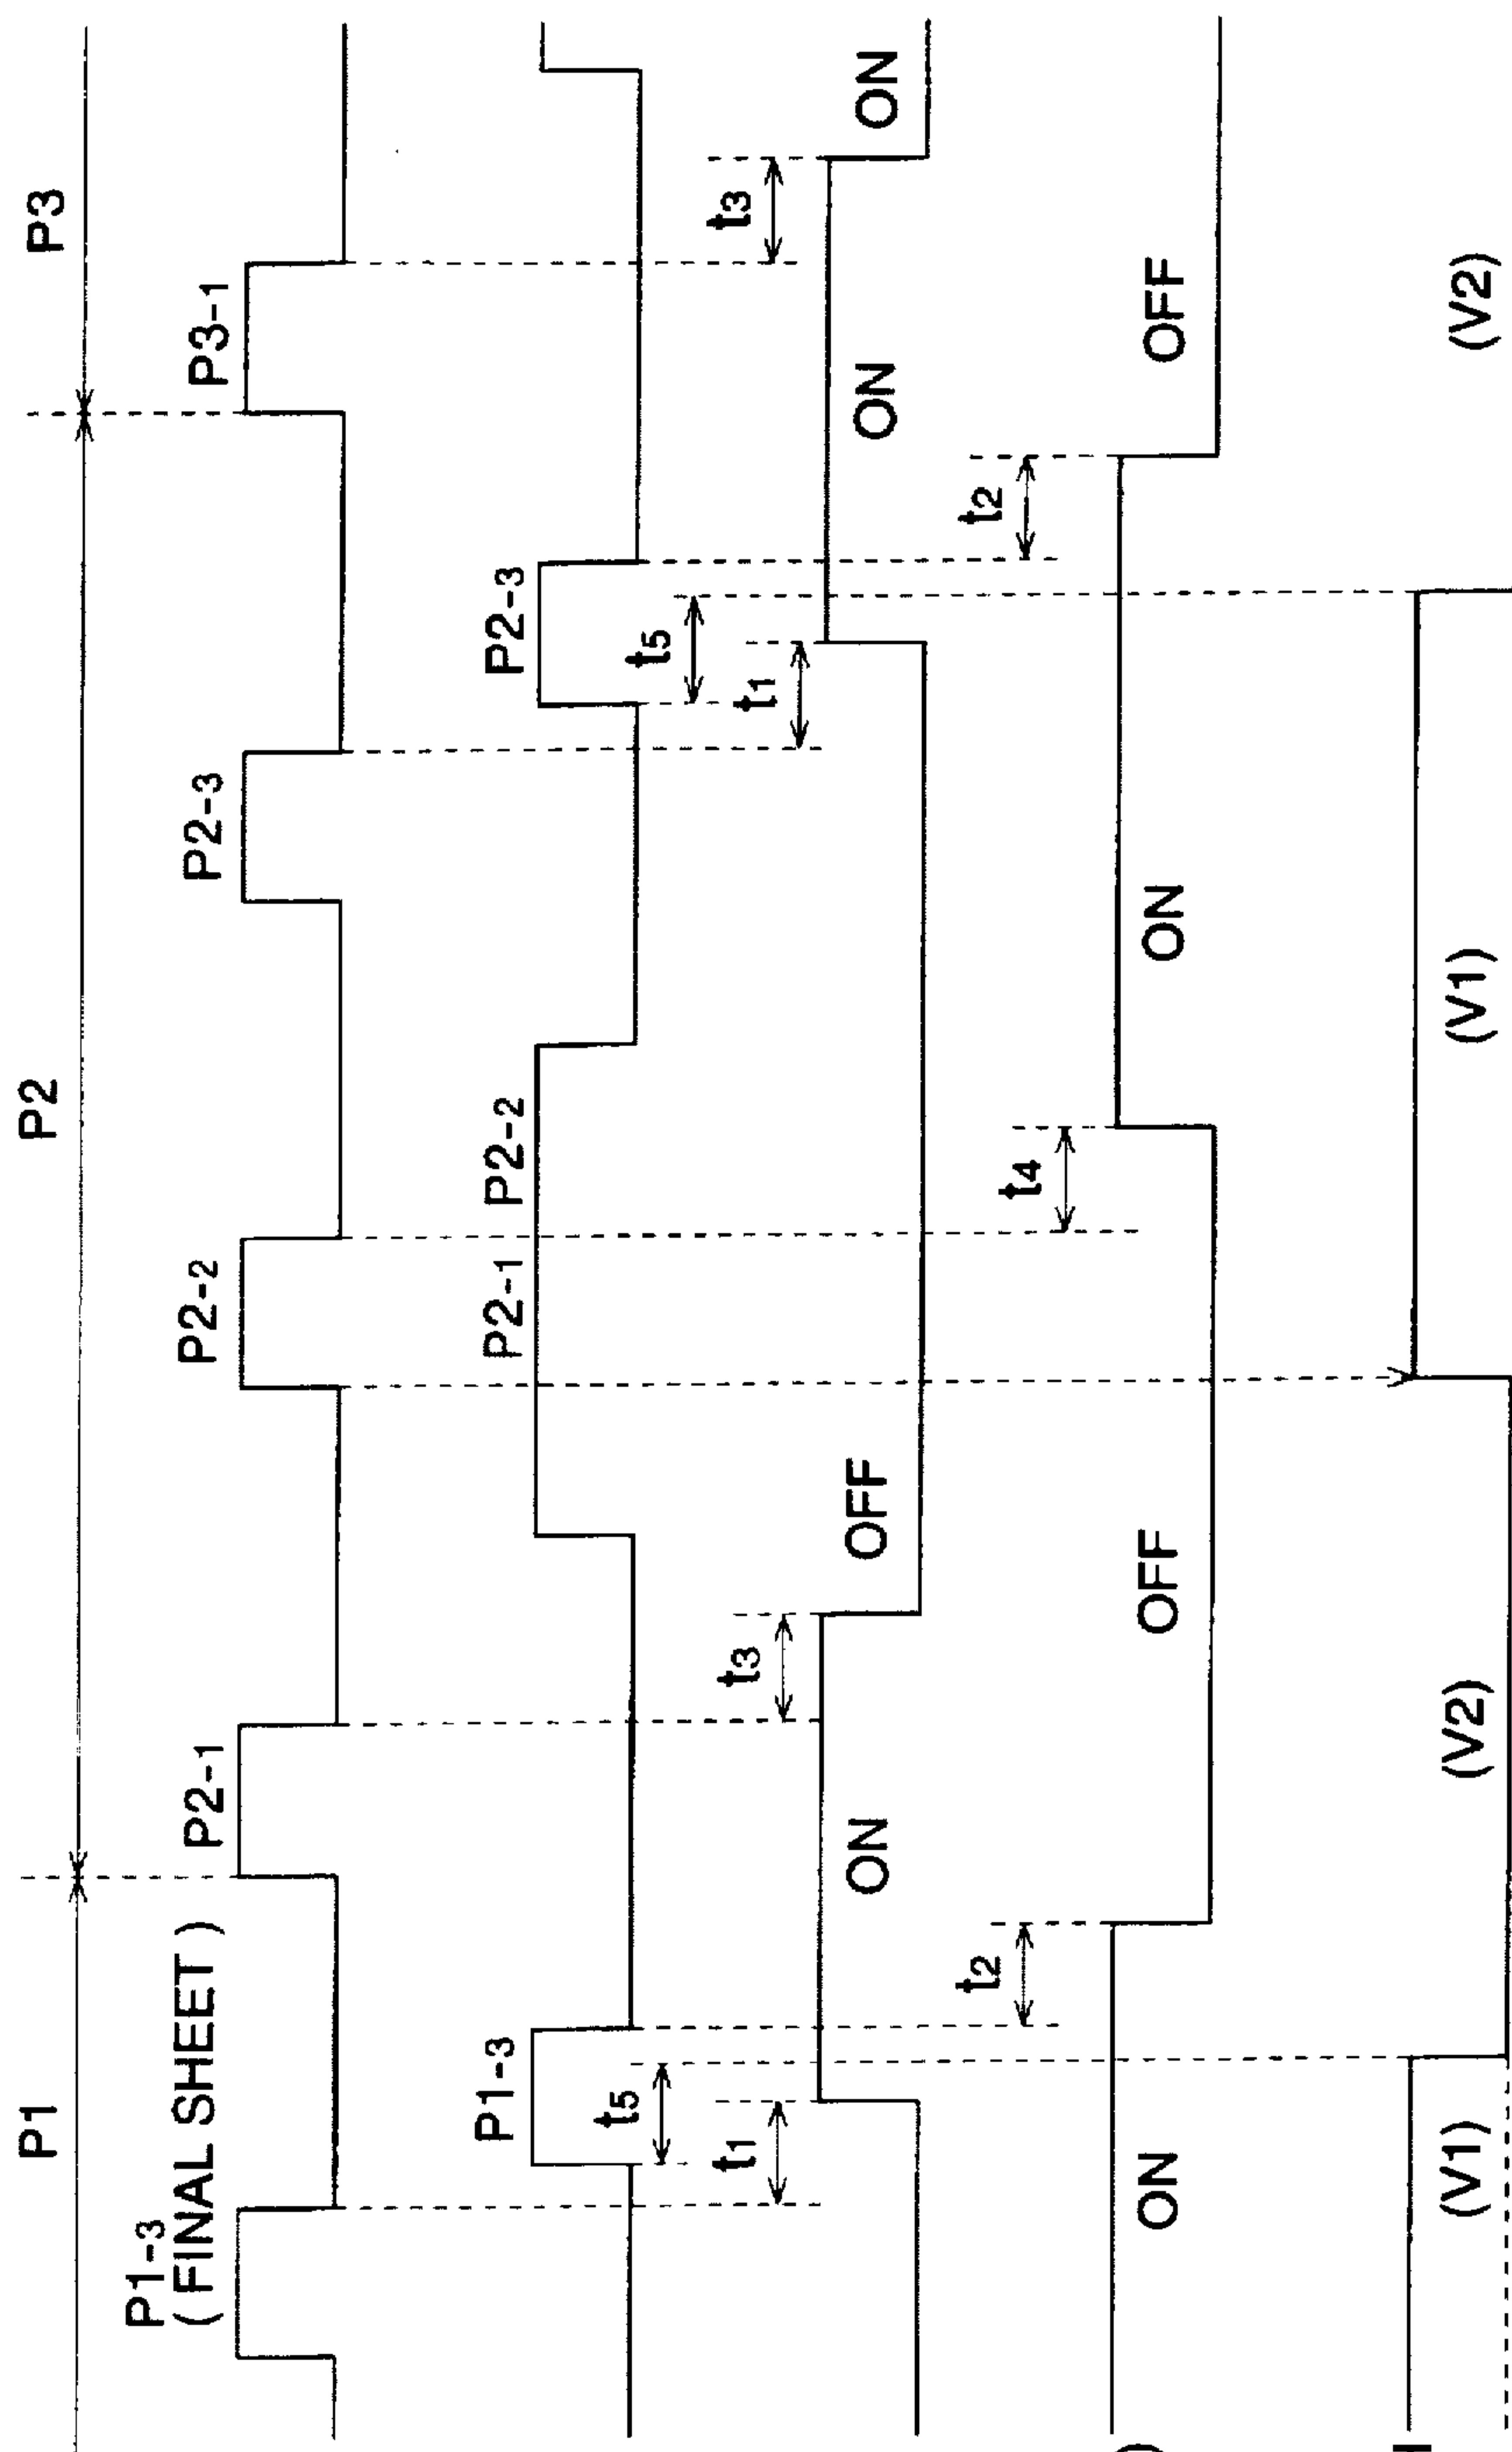 P1 P2 P3
P1-3
( FINAL SHEET )
P2-1 P2-2 P2-3 P3-1
P1-3 P2-1 P2-2 P2-3
t5 t5
t1 t3 t1 t3
ON OFF ON ON
t2 t4 t2
ON OFF ON OFF
(V1) (V2) (V1) (V2)